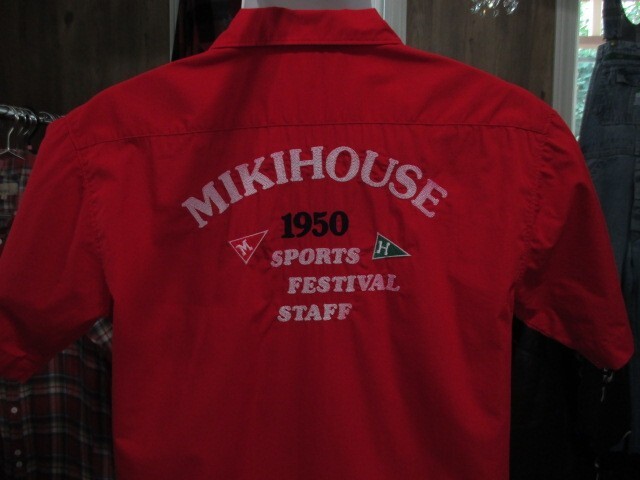 MIKIHOUSE
1950
M
SPORTS
H
FESTIVAL
STAFF